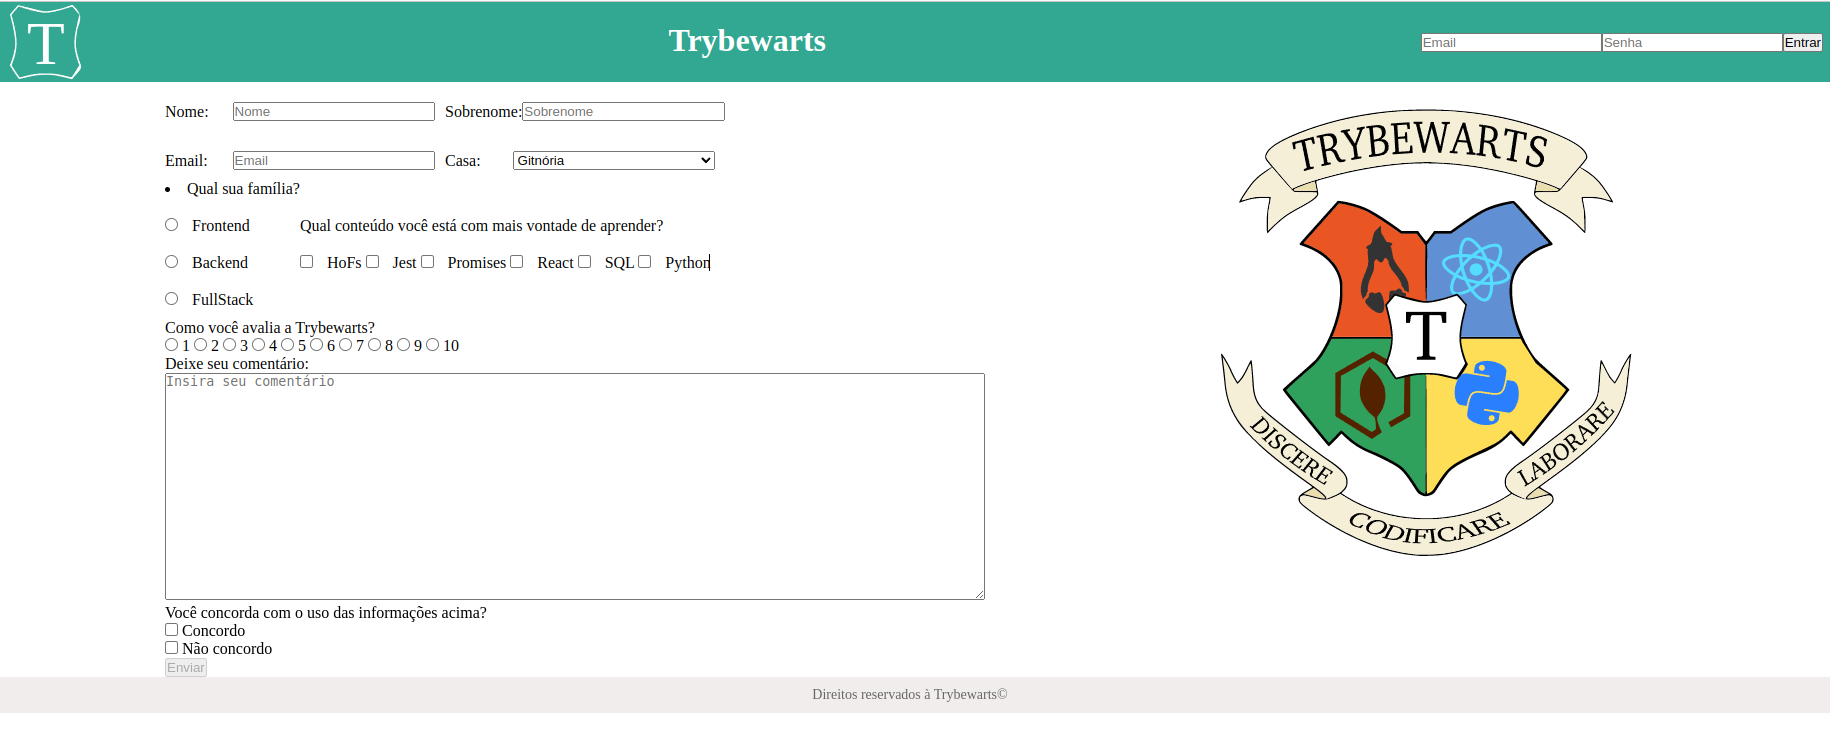 T
Trybewarts
Email Senha Entrar
Nome: Nome Sobrenome: Sobrenome
Email: Email Casa: Gitnória
Qual sua família?
Frontend Qual conteúdo você está com mais vontade de aprender?
Backend HoFs Jest Promises React SQL Python
FullStack
Como você avalia a Trybewarts?
1 2 3 4 5 6 7 8 9 10
Deixe seu comentário:
Insira seu comentário
Você concorda com o uso das informações acima?
Concordo
Não concordo
Enviar
TRYBEWARTS
T
DISCERE
LABORARE
CODIFICARE
Direitos reservados à Trybewarts©